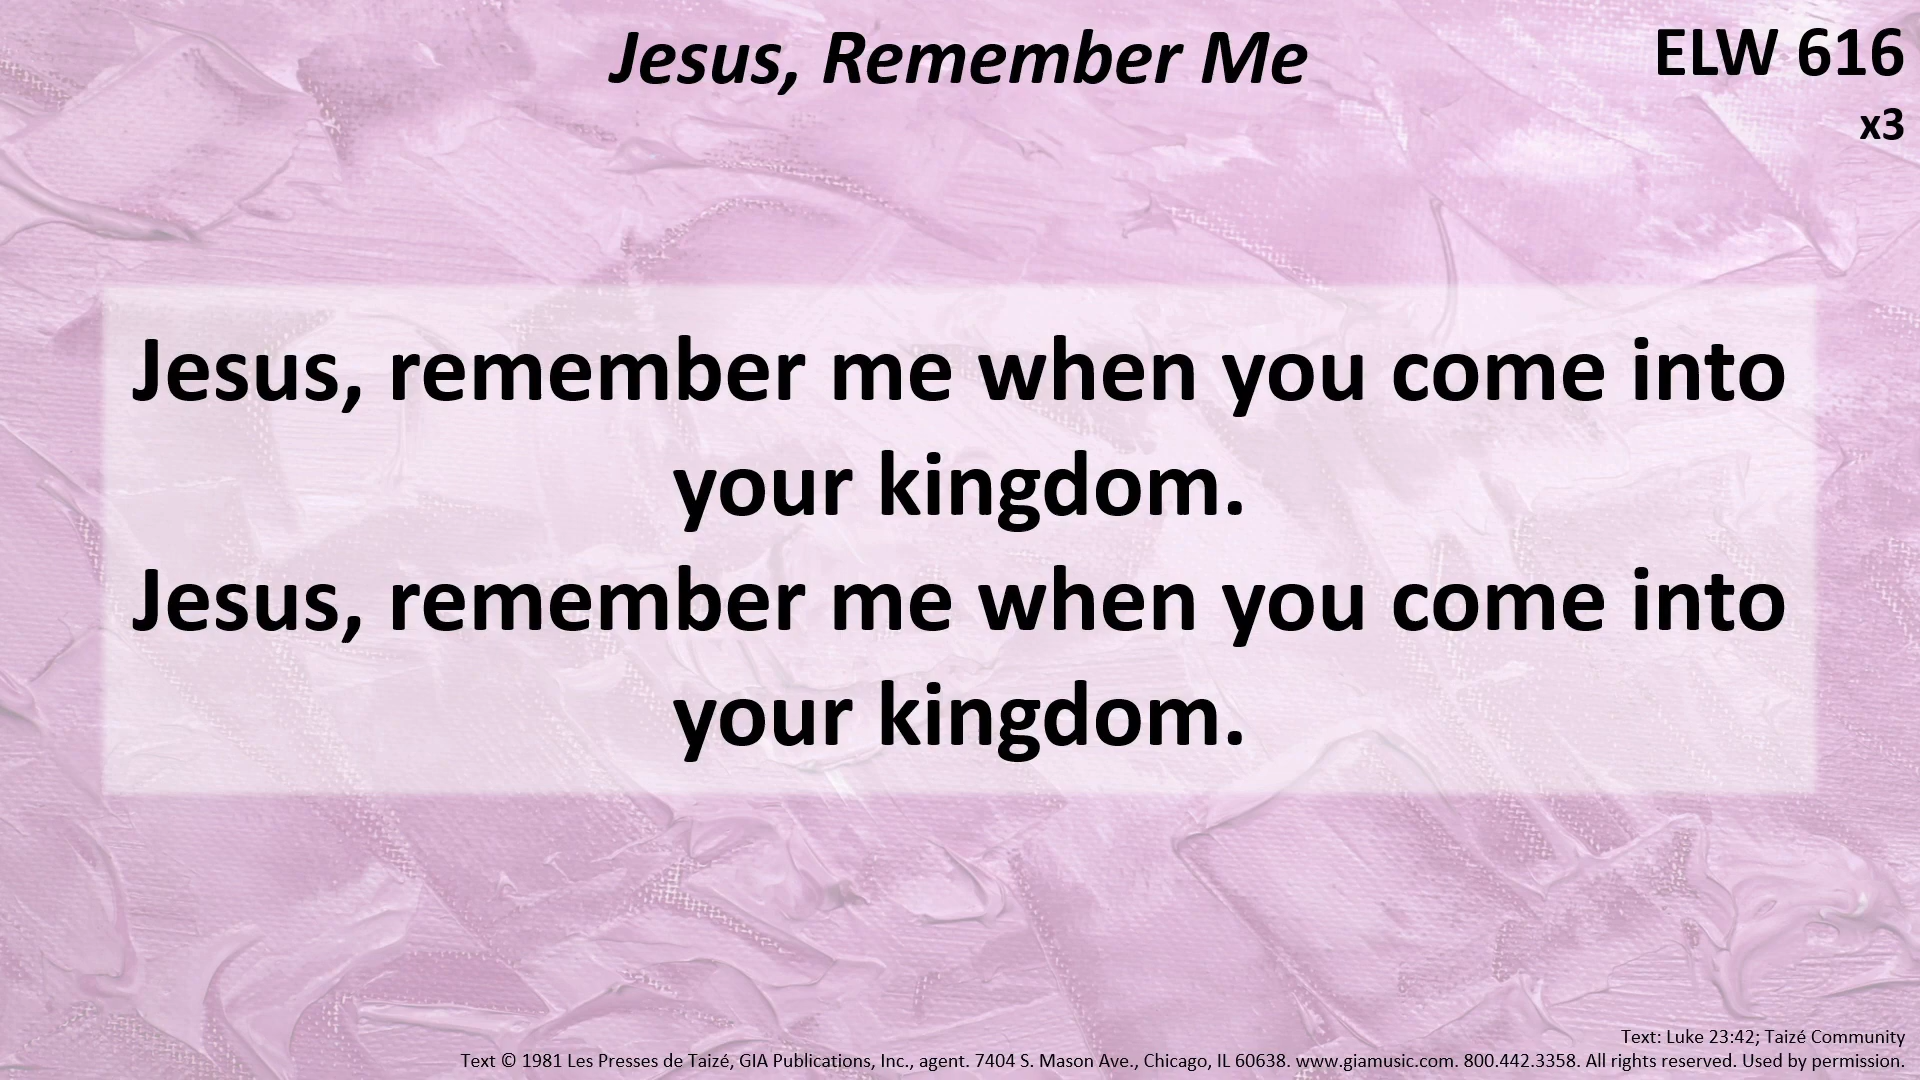 Jesus, Remember Me
ELW 616
x3
Jesus, remember me when you come into
your kingdom.
Jesus, remember me when you come into
your kingdom.
Text: Luke 23:42; Taizé Community
Text © 1981 Les Presses de Taizé, GIA Publications, Inc., agent. 7404 S. Mason Ave., Chicago, IL 60638. www.giamusic.com. 800.442.3358. All rights reserved. Used by permission.